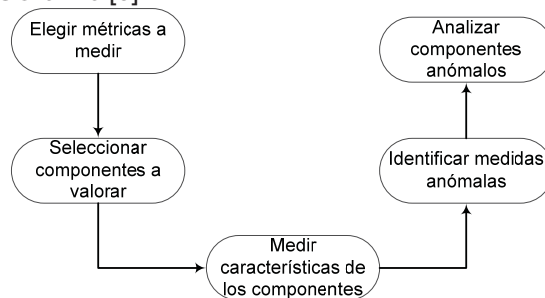 Elegir métricas a
medir
Seleccionar
componentes a
valorar
Medir
características de
los componentes
Identificar medidas
anómalas
Analizar
componentes
anómalos